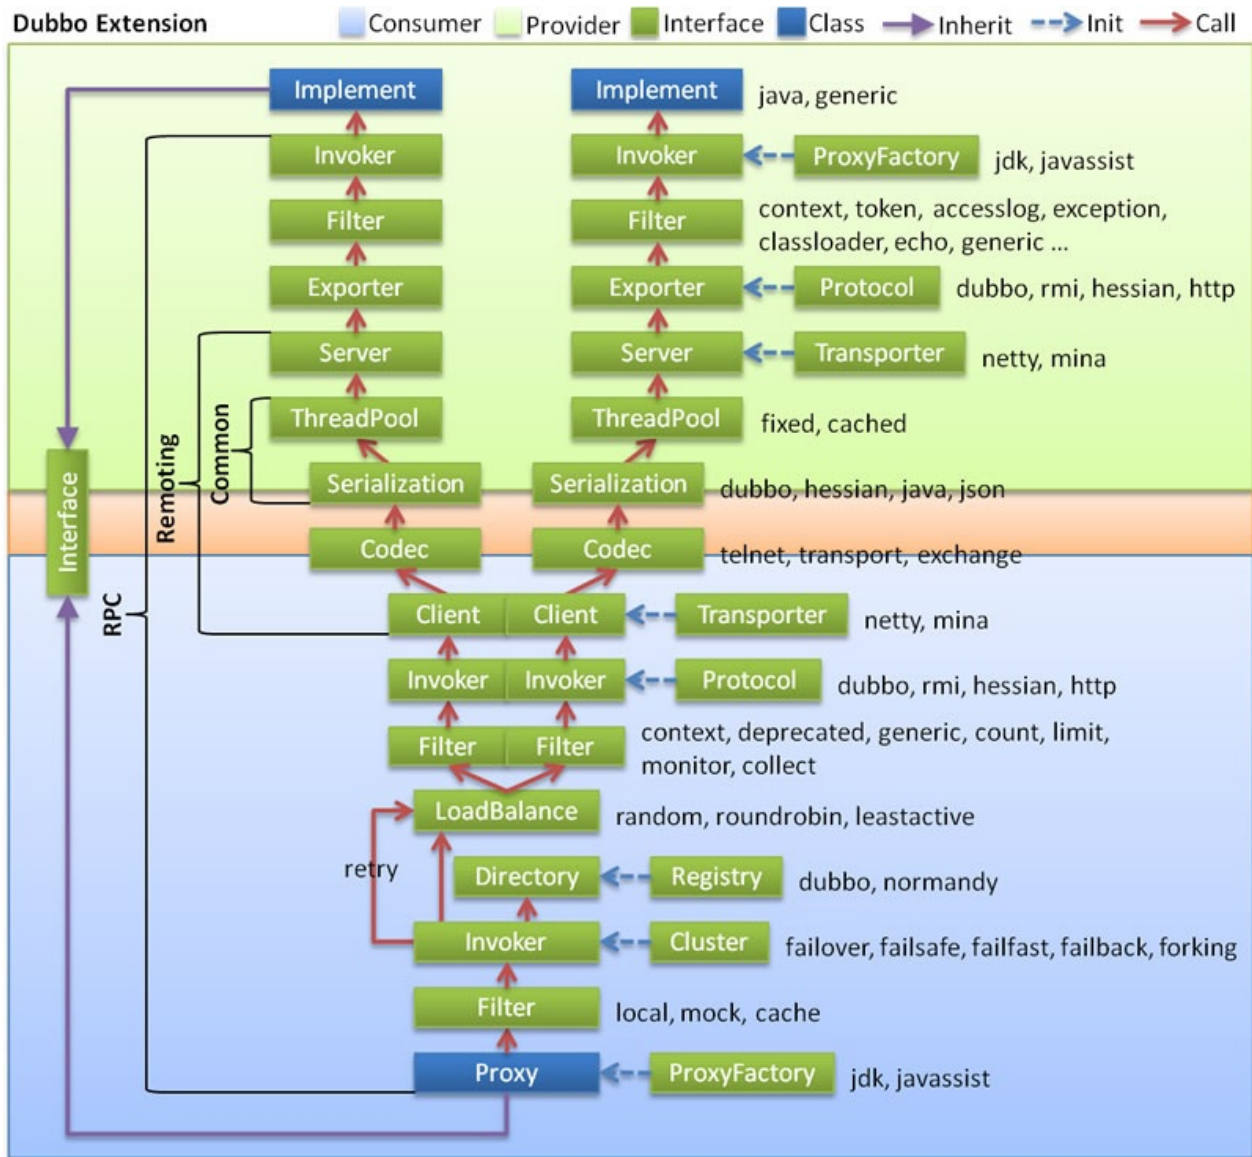 Dubbo Extension Consumer Provider Interface Class Inherit Init Call
Implement Implement java, generic
Invoker Invoker ProxyFactory jdk, javassist
Filter Filter context, token, accesslog, exception,
classloader, echo, generic ...
Exporter Exporter Protocol dubbo, rmi, hessian, http
Server Server Transporter netty, mina
ThreadPool ThreadPool fixed, cached
Common
Remoting
Serialization Serialization dubbo, hessian, java, json
Interface
Codec Codec telnet, transport, exchange
RPC
Client Client Transporter netty, mina
Invoker Invoker Protocol dubbo, rmi, hessian, http
Filter Filter context, deprecated, generic, count, limit,
monitor, collect
LoadBalance random, roundrobin, leastactive
retry
Directory Registry dubbo, normandy
Invoker Cluster failover, failsafe, failfast, failback, forking
Filter local, mock, cache
Proxy ProxyFactory jdk, javassist